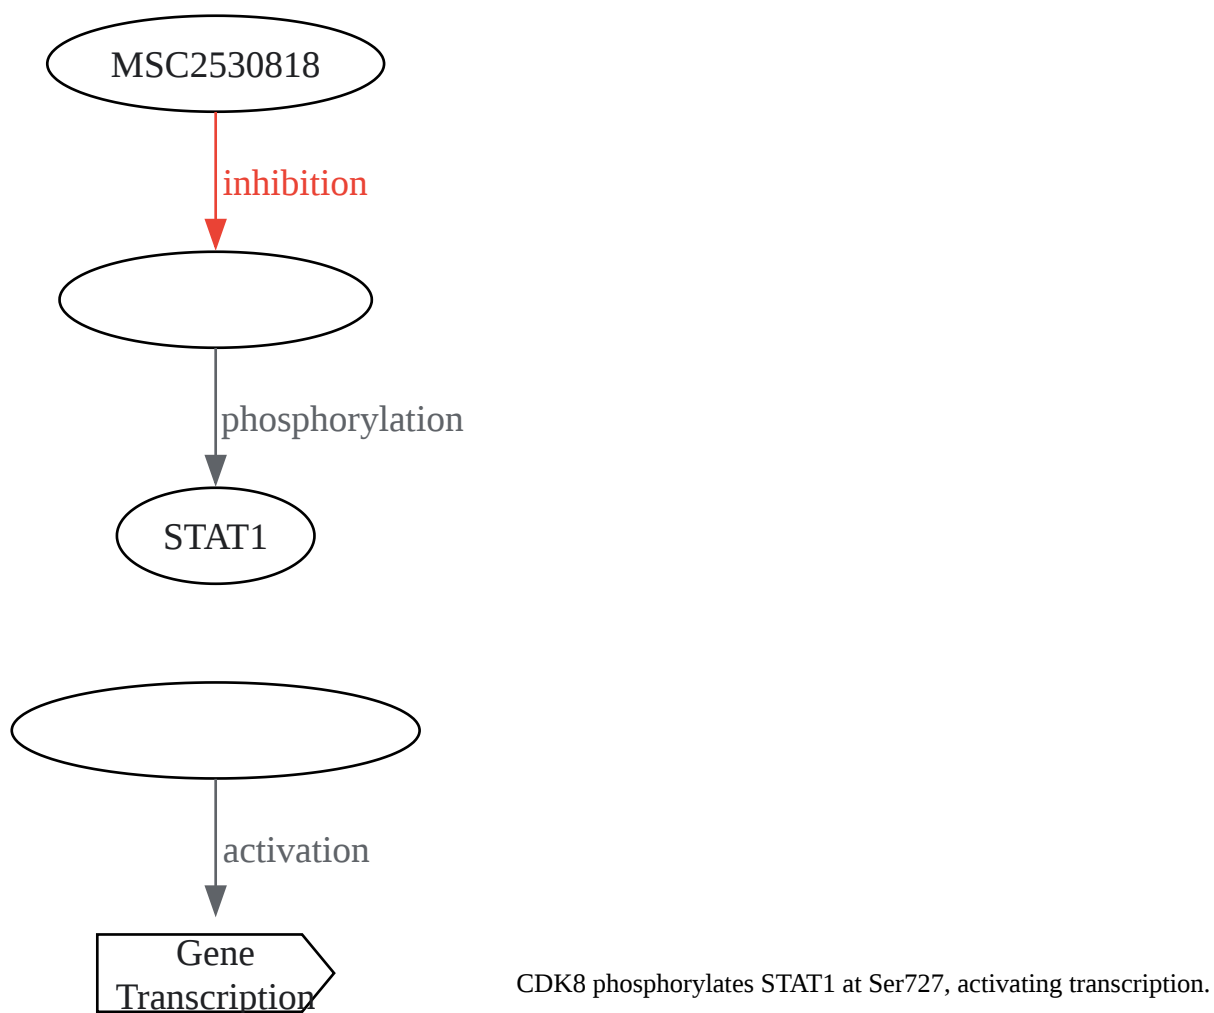 MSC2530818
inhibition
phosphorylation
STAT1
activation
Gene
Transcription
CDK8 phosphorylates STAT1 at Ser727, activating transcription.